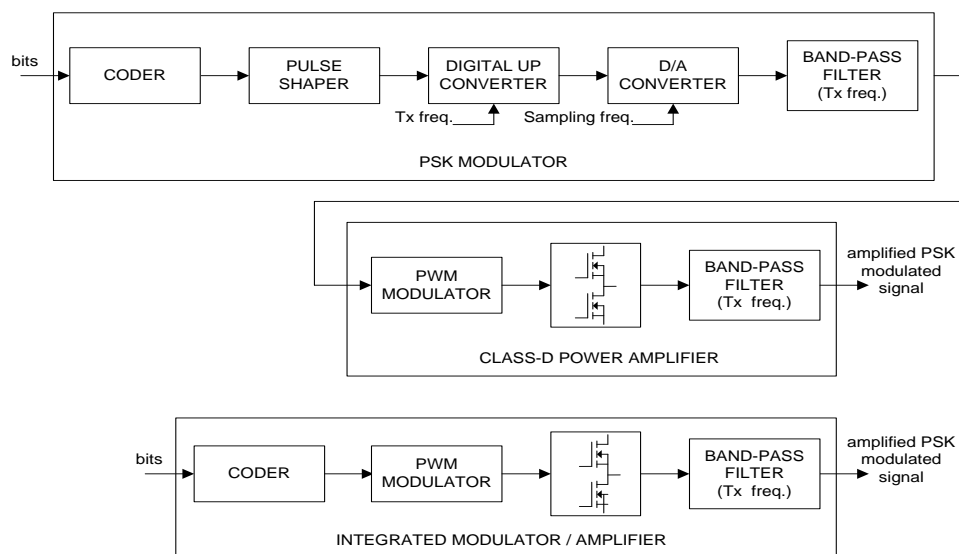 bits
CODER
PULSE
SHAPER
DIGITAL UP
CONVERTER
D/A
CONVERTER
BAND-PASS
FILTER
(Tx freq.)
Tx freq.
Sampling freq.
PSK MODULATOR
PWM
MODULATOR
BAND-PASS
FILTER
(Tx freq.)
amplified PSK
modulated
signal
CLASS-D POWER AMPLIFIER
bits
CODER
PWM
MODULATOR
BAND-PASS
FILTER
(Tx freq.)
amplified PSK
modulated
signal
INTEGRATED MODULATOR / AMPLIFIER